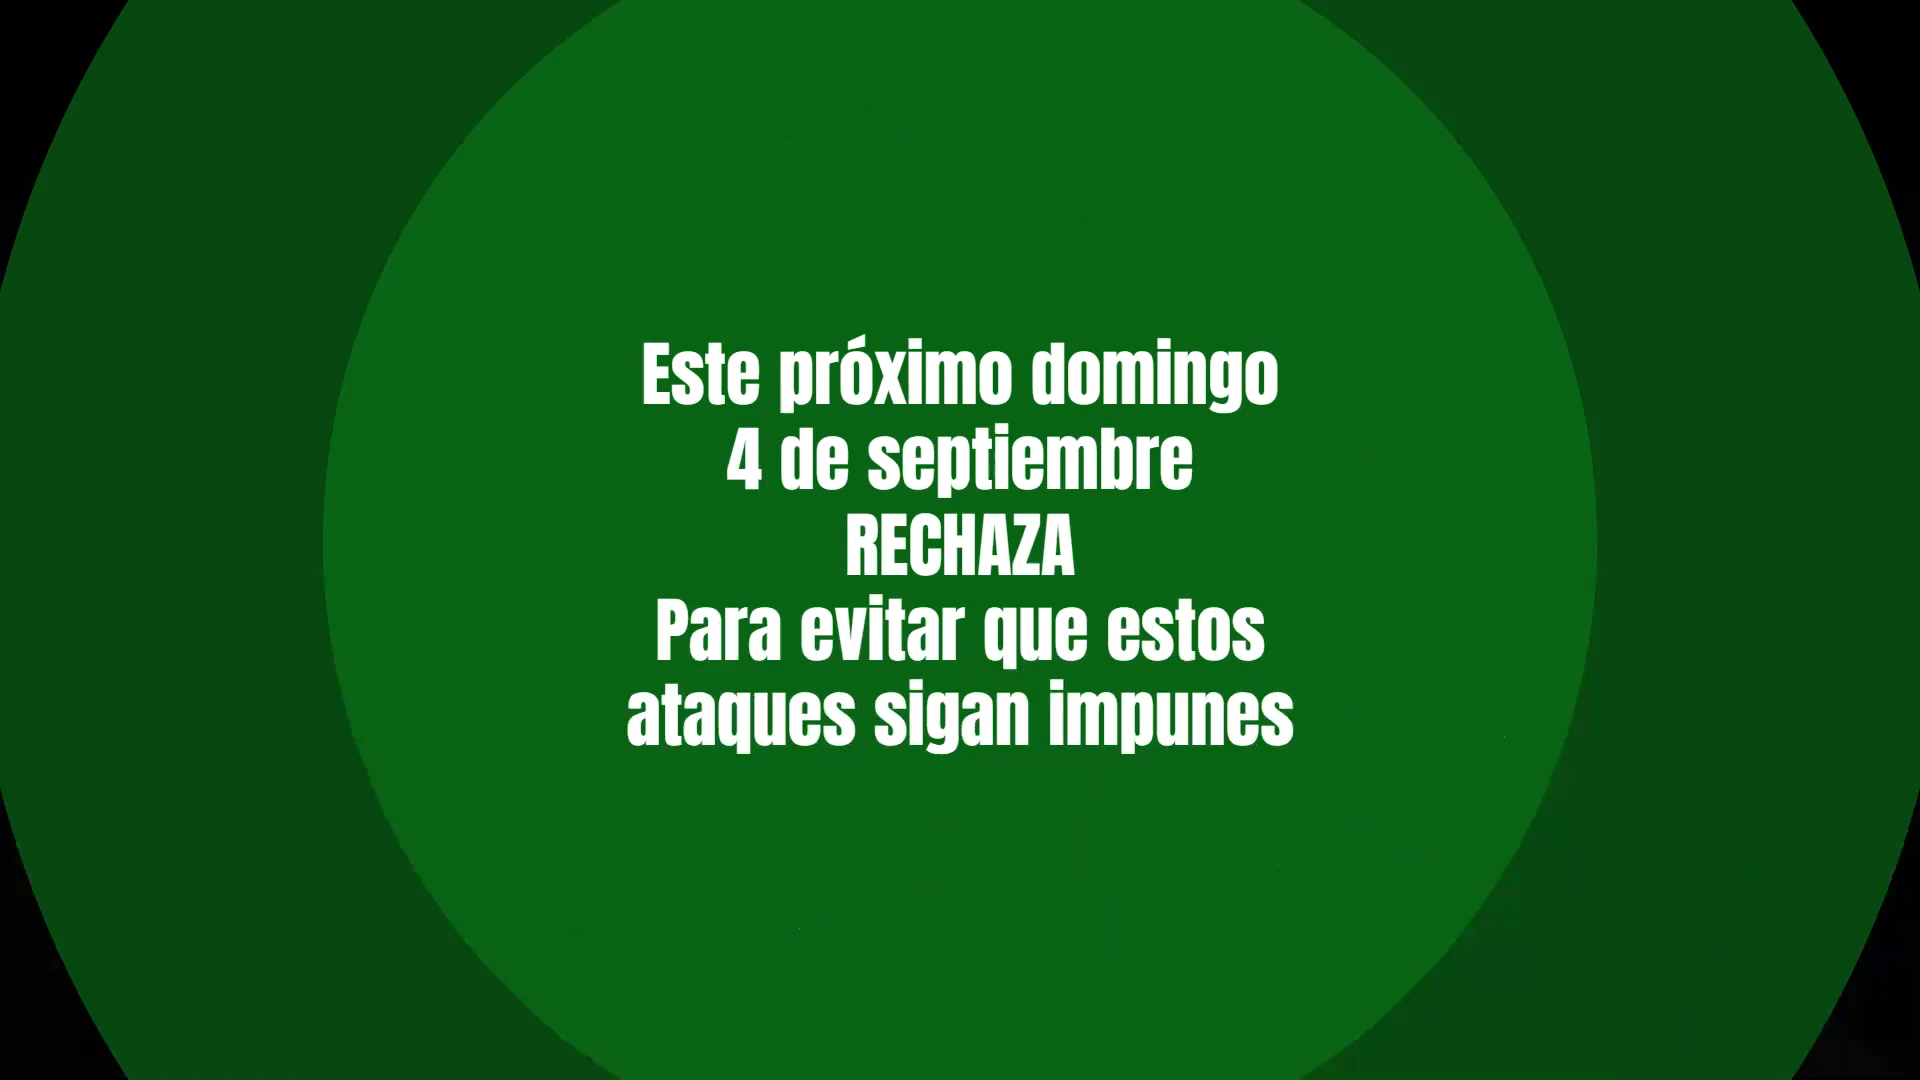 Este próximo domingo
4 de septiembre
RECHAZA
Para evitar que estos
ataques sigan impunes